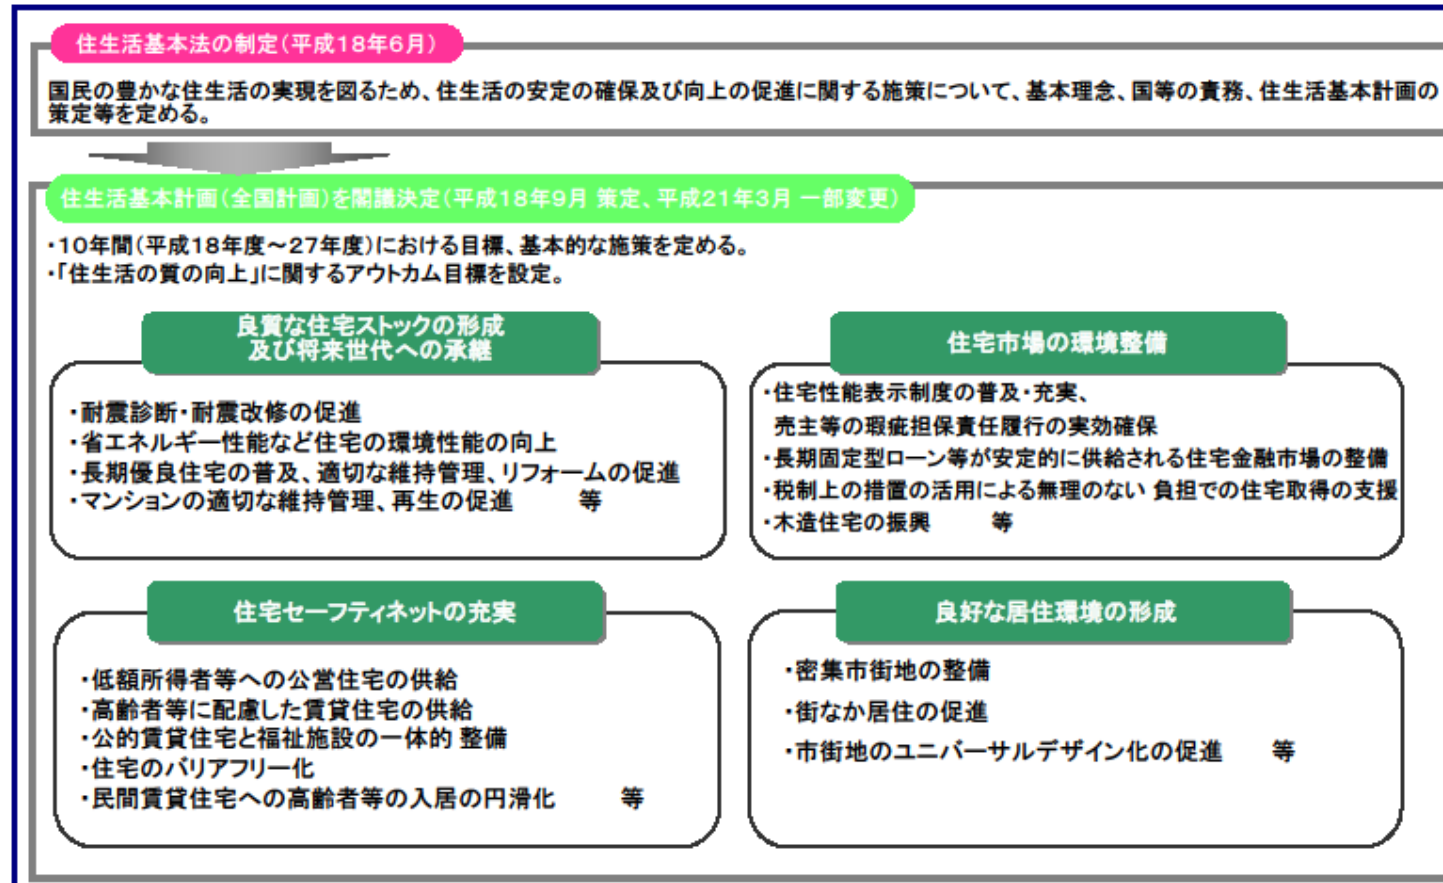 住生活基本法の制定(平成18年6月)
国民の豊かな住生活の実現を図るため、住生活の安定の確保及び向上の促進に関する施策について、基本理念、国等の責務、住生活基本計画の
策定等を定める。
住生活基本計画(全国計画)を閣議決定(平成18年9月 策定、平成21年3月 一部変更)
・10年間(平成18年度～27年度)における目標、基本的な施策を定める。
・「住生活の質の向上」に関するアウトカム目標を設定。
良質な住宅ストックの形成
及び将来世代への承継
・耐震診断・耐震改修の促進
・省エネルギー性能など住宅の環境性能の向上
・長期優良住宅の普及、適切な維持管理、リフォームの促進
・マンションの適切な維持管理、再生の促進 等
住宅市場の環境整備
・住宅性能表示制度の普及・充実、
売主等の瑕疵担保責任履行の実効確保
・長期固定型ローン等が安定的に供給される住宅金融市場の整備
・税制上の措置の活用による無理のない 負担での住宅取得の支援
・木造住宅の振興 等
住宅セーフティネットの充実
・低額所得者等への公営住宅の供給
・高齢者等に配慮した賃貸住宅の供給
・公的賃貸住宅と福祉施設の一体的 整備
・住宅のバリアフリー化
・民間賃貸住宅への高齢者等の入居の円滑化 等
良好な居住環境の形成
・密集市街地の整備
・街なか居住の促進
・市街地のユニバーサルデザイン化の促進 等